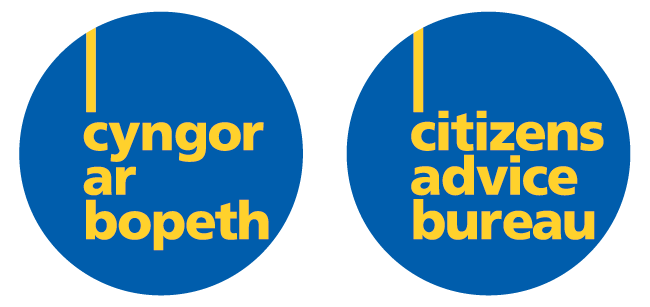 cyngor
ar
bopeth
citizens
advice
bureau